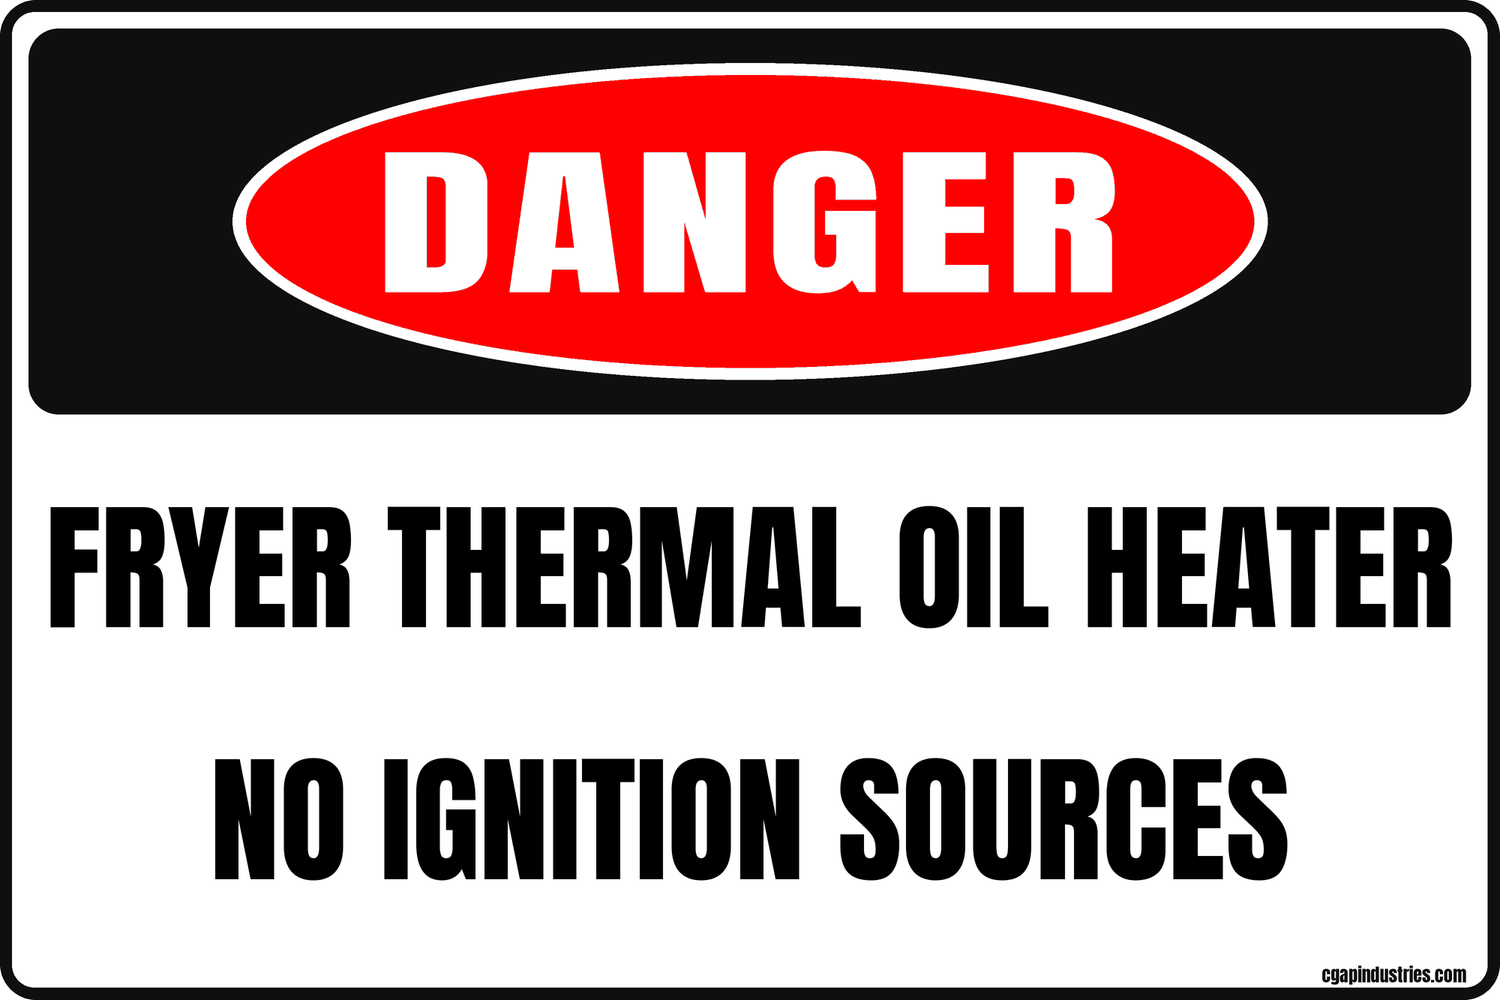 DANGER
FRYER THERMAL OIL HEATER
NO IGNITION SOURCES
cgapindustries.com